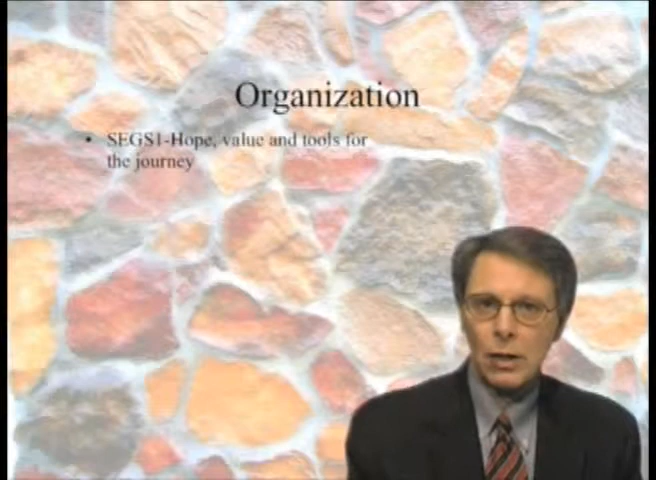 Organization
• SEGS1-Hope, value and tools for
the journey